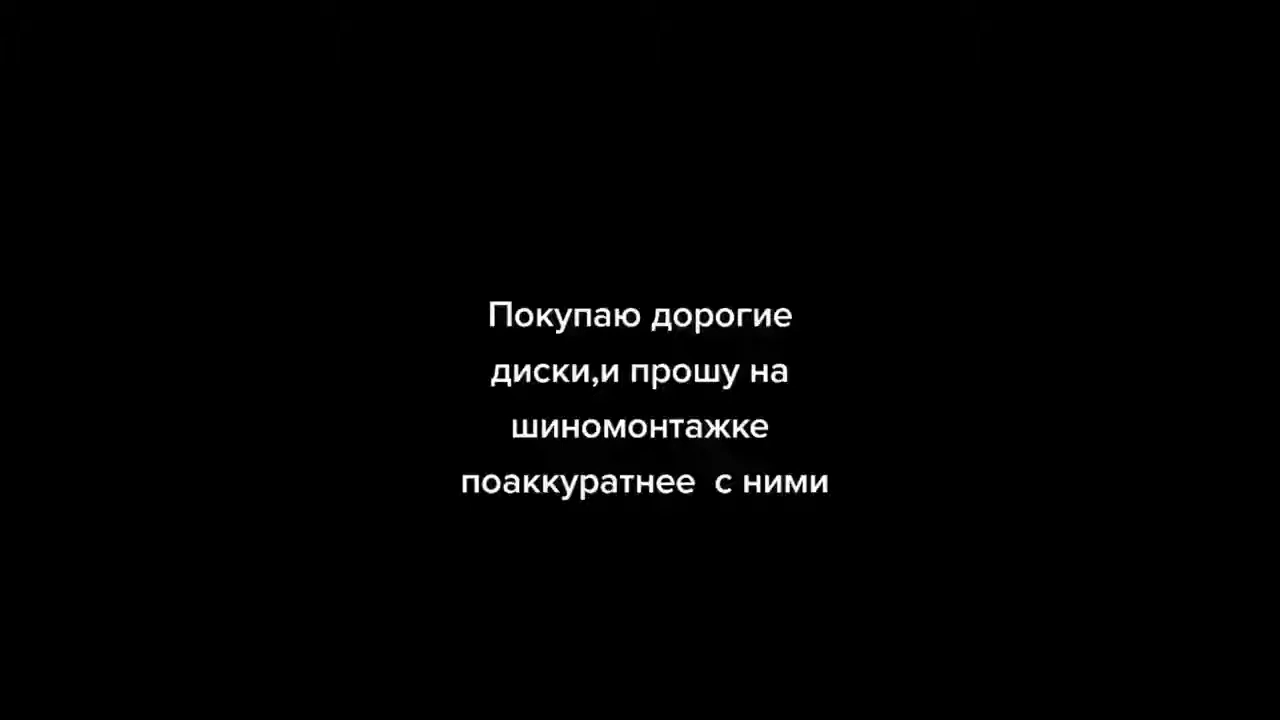 Покупаю дорогие
диски,и прошу на
шиномонтажке
поаккуратнее  с ними